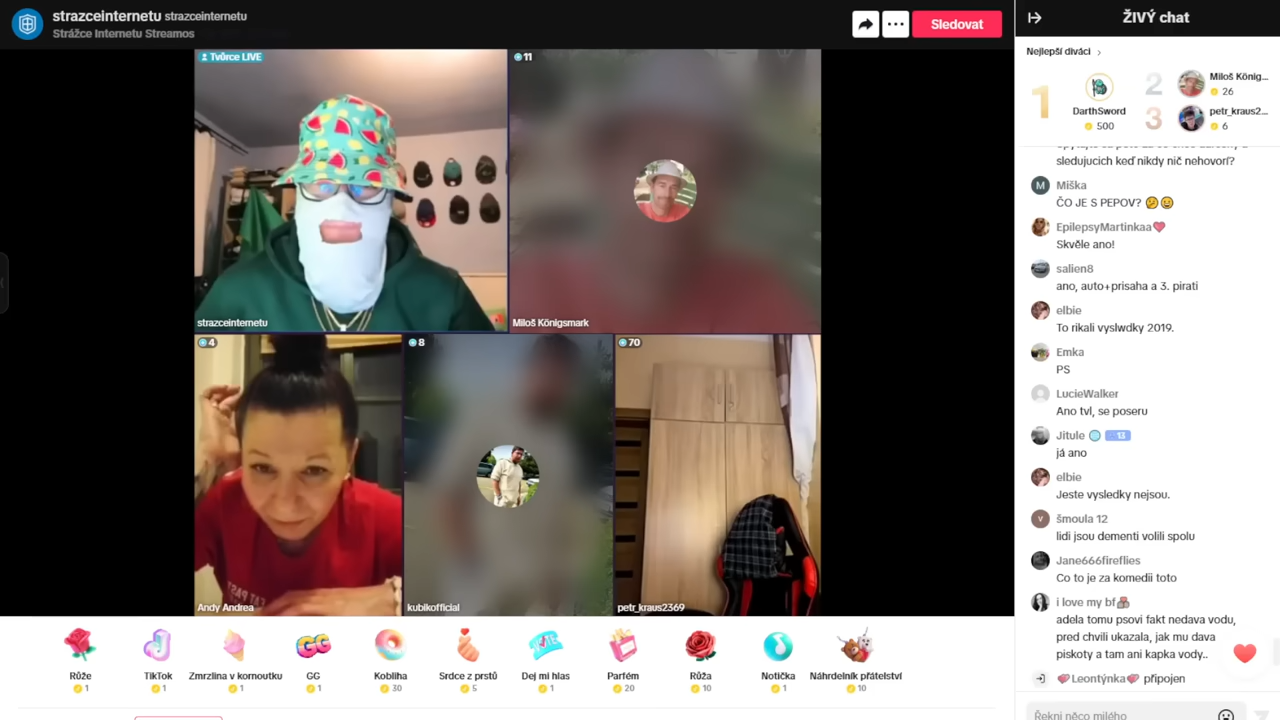 strazceinternetu strazceinternetu
Strážce Internetu Streamos
Sledovat
ŽIVÝ chat
Tvůrce LIVE
11
strazceinternetu
Miloš Königsmark
4
8
70
Andy Andrea
kubikofficial
petr_kraus2369
Růže
1
TikTok
1
Zmrzlina v kornoutku
1
GG
1
Kobliha
30
Srdce z prstů
5
Dej mi hlas
1
Parfém
20
Růža
10
Notička
1
Náhrdelník přátelství
10
Nejlepší diváci
1
DarthSword
500
2
Miloš König...
26
3
petr_kraus2...
6
sledujucich keď nikdy nič nehovorí?
M
Miška
ČO JE S PEPOV? 🫤😄
EpilepsyMartinkaa💗
Skvěle ano!
salien8
ano, auto+prisaha a 3. pirati
elbie
To rikali vyslwdky 2019.
Emka
PS
LucieWalker
Ano tvl, se poseru
Jitule 13
já ano
elbie
Jeste vysledky nejsou.
V
šmoula 12
lidi jsou dementi volili spolu
Jane666fireflies
Co to je za komedii toto
i love my bf
adela tomu psovi fakt nedava vodu,
pred chvili ukazala, jak mu dava
piskoty a tam ani kapka vody..
💞Leontýnka💞 připojen
Řekni něco milého